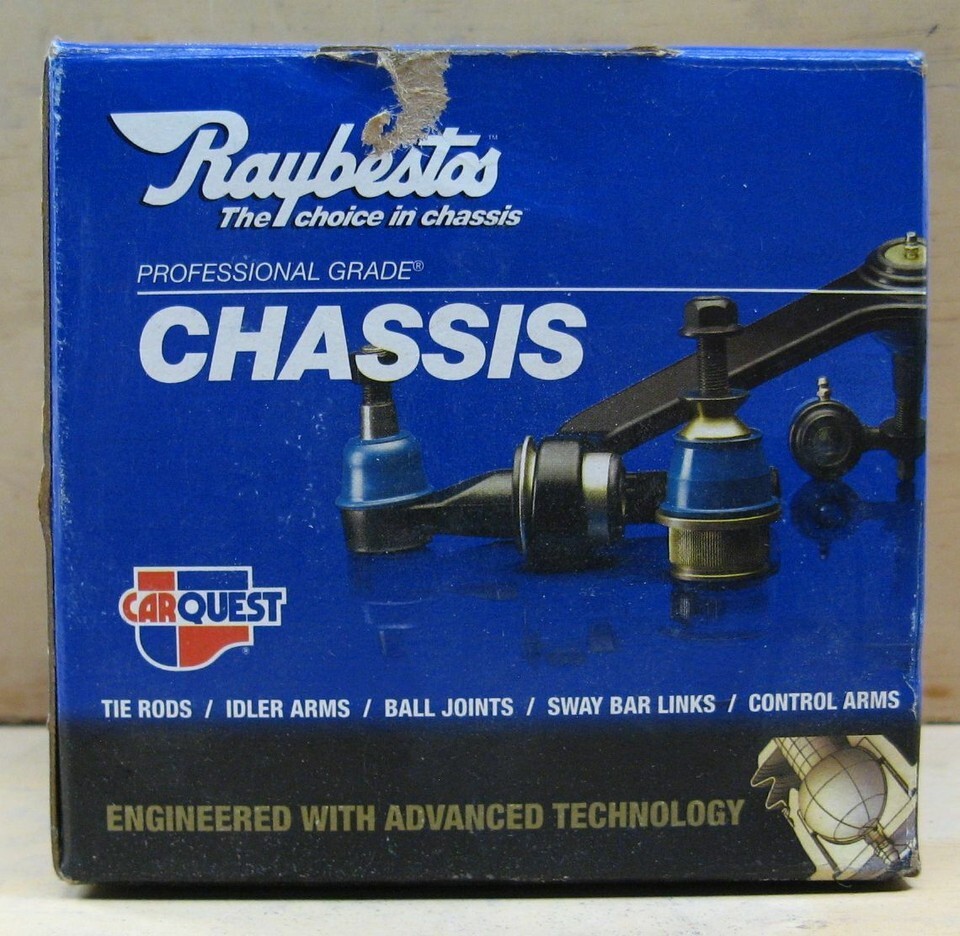 Raybestos™
The choice in chassis
PROFESSIONAL GRADE®
CHASSIS
CARQUEST®
TIE RODS / IDLER ARMS / BALL JOINTS / SWAY BAR LINKS / CONTROL ARMS
ENGINEERED WITH ADVANCED TECHNOLOGY